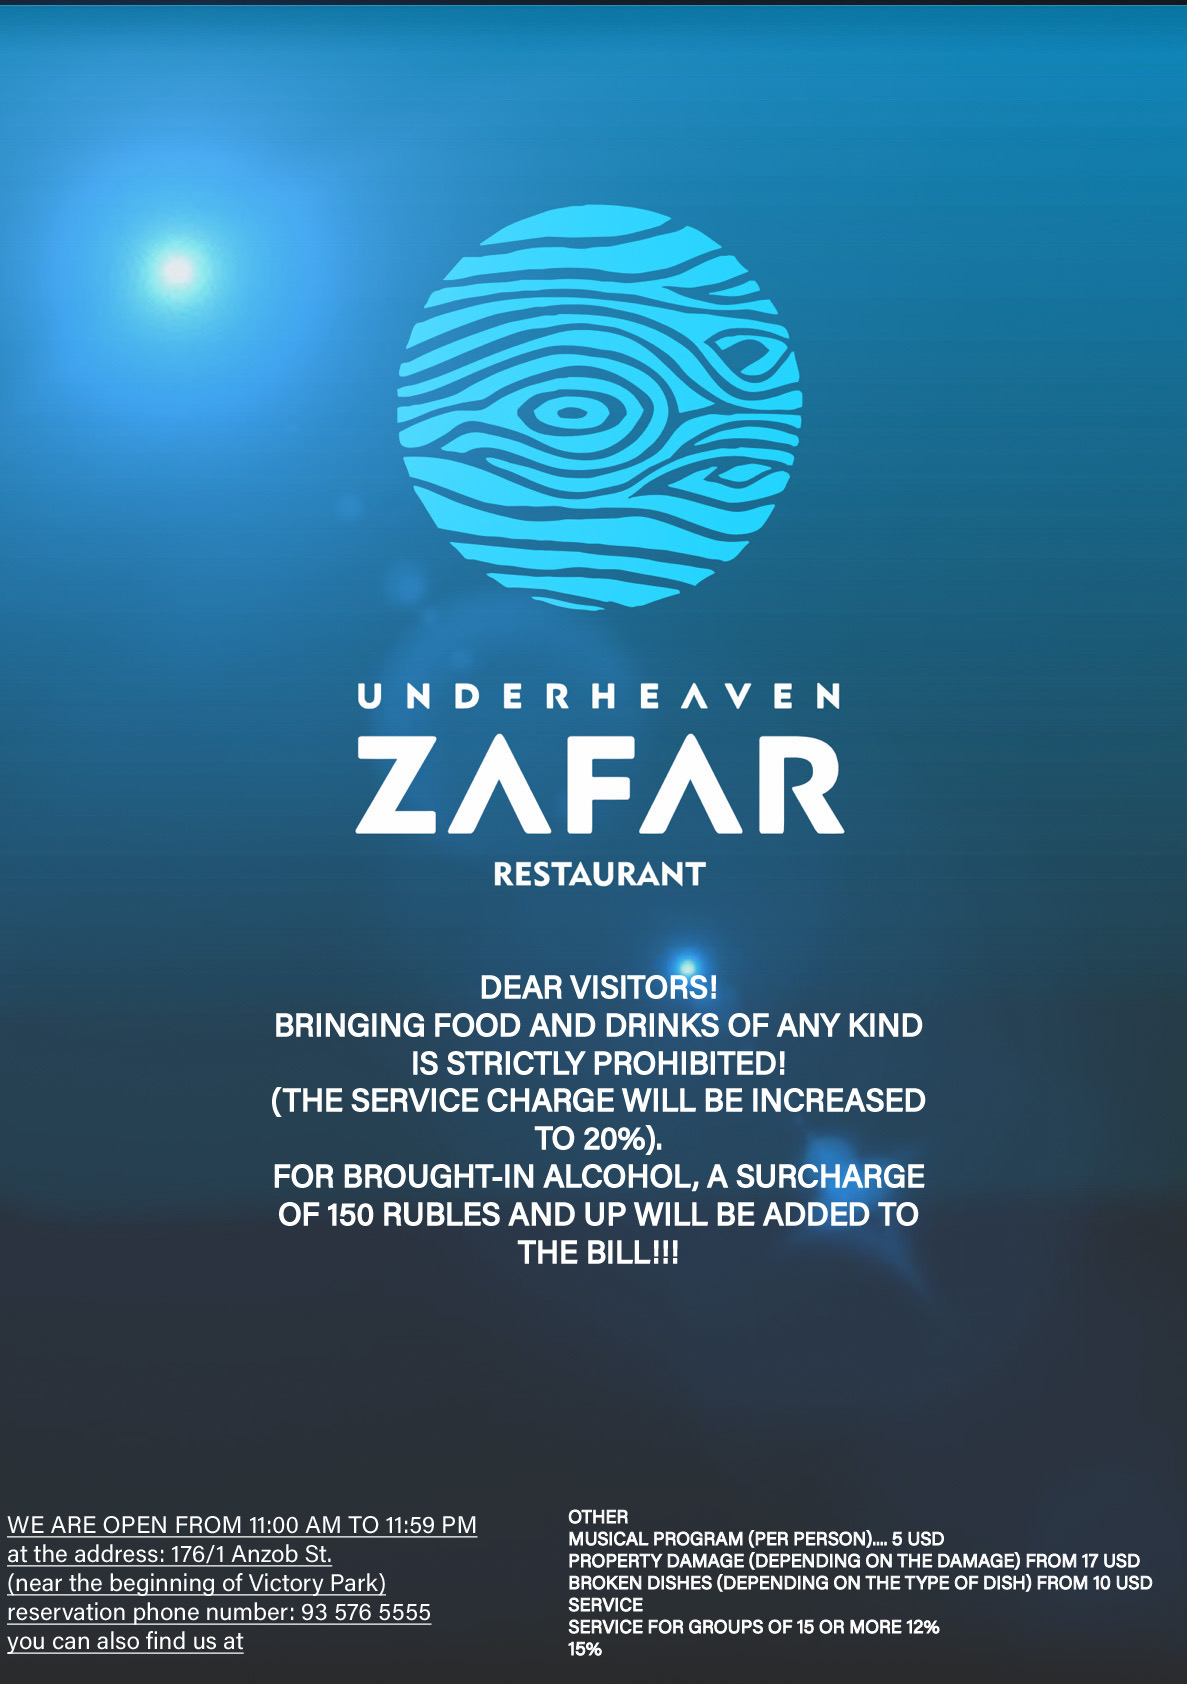 UNDERHEAVEN
ZAFAR
RESTAURANT
DEAR VISITORS!
BRINGING FOOD AND DRINKS OF ANY KIND
IS STRICTLY PROHIBITED!
(THE SERVICE CHARGE WILL BE INCREASED
TO 20%).
FOR BROUGHT-IN ALCOHOL, A SURCHARGE
OF 150 RUBLES AND UP WILL BE ADDED TO
THE BILL!!!
WE ARE OPEN FROM 11:00 AM TO 11:59 PM
at the address: 176/1 Anzob St.
(near the beginning of Victory Park)
reservation phone number: 93 576 5555
you can also find us at
OTHER
MUSICAL PROGRAM (PER PERSON).... 5 USD
PROPERTY DAMAGE (DEPENDING ON THE DAMAGE) FROM 17 USD
BROKEN DISHES (DEPENDING ON THE TYPE OF DISH) FROM 10 USD
SERVICE
SERVICE FOR GROUPS OF 15 OR MORE 12%
15%